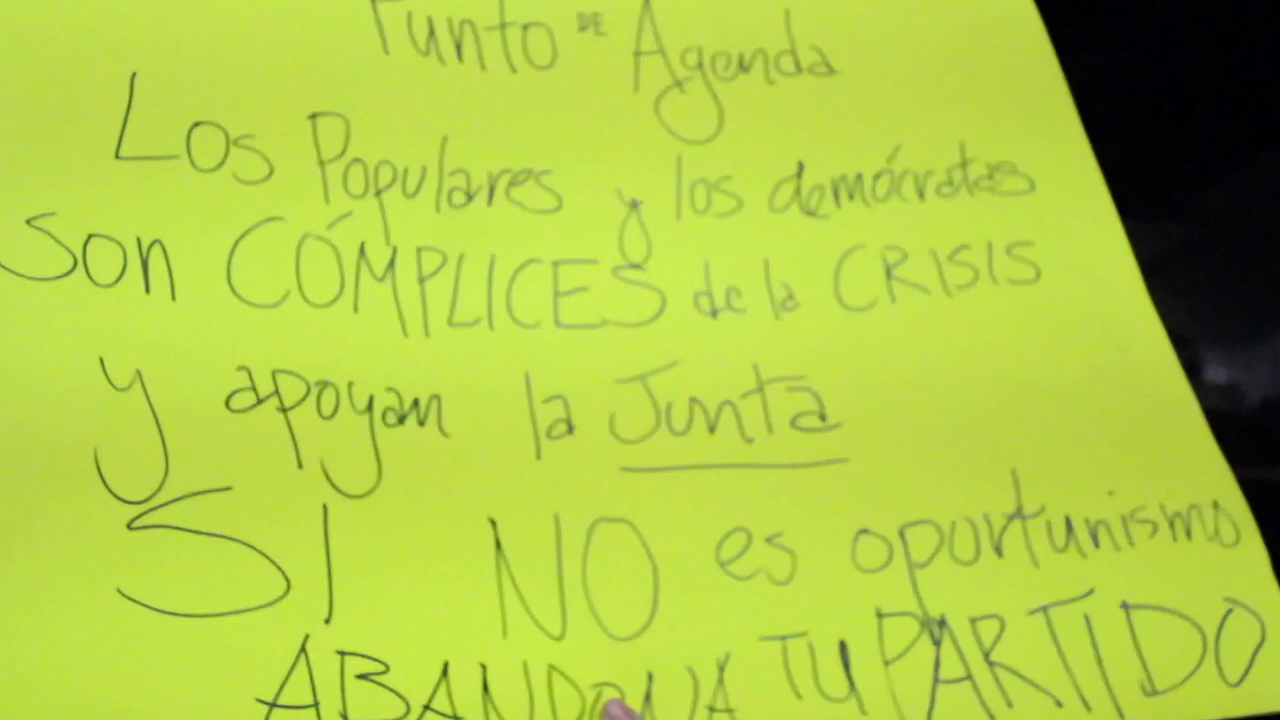 Punto DE Agenda
Los Populares y los demócratas
Son CÓMPLICES de la CRISIS
y apoyan la Junta
SI NO es oportunismo
ABANDONA TU PARTIDO